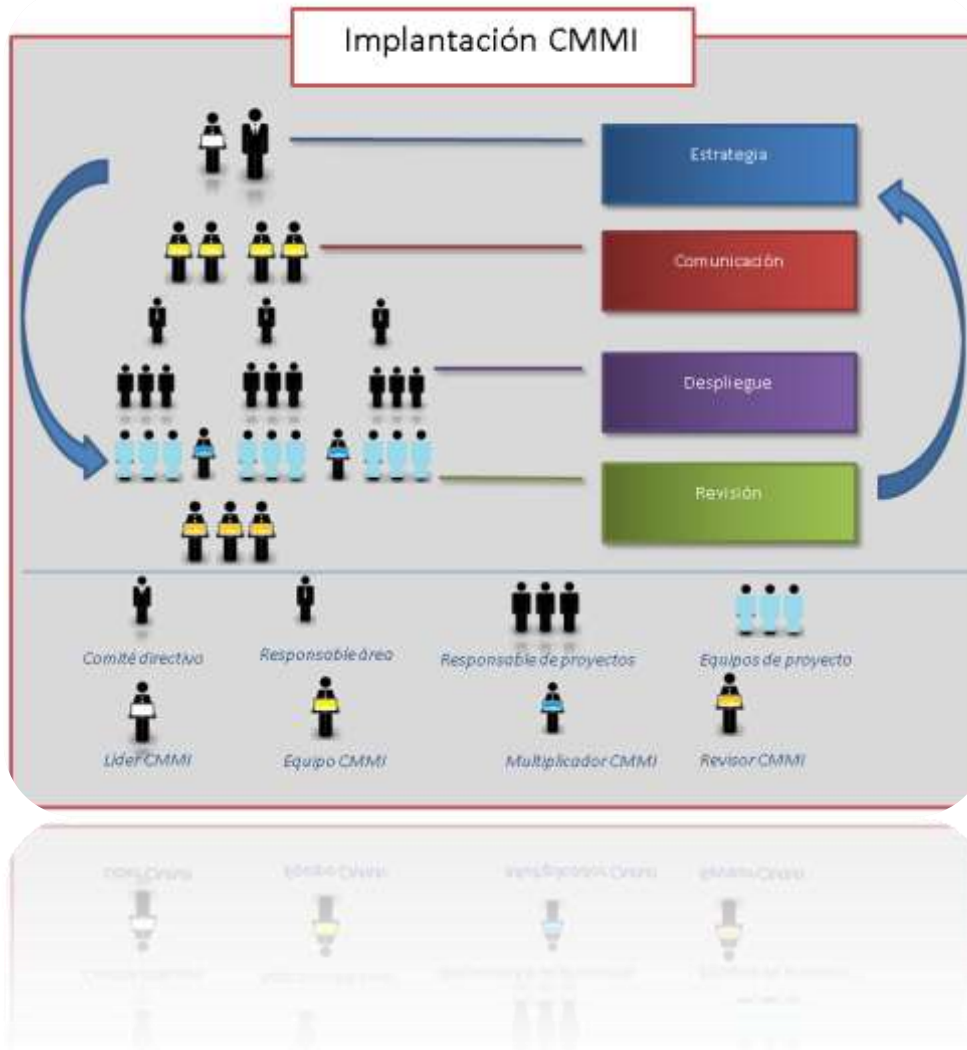 Implantación CMMI
Estrategia
Comunicación
Despliegue
Revisión
Comité directivo
Responsable área
Responsable de proyectos
Equipos de proyecto
Líder CMMI
Equipo CMMI
Multiplicador CMMI
Revisor CMMI